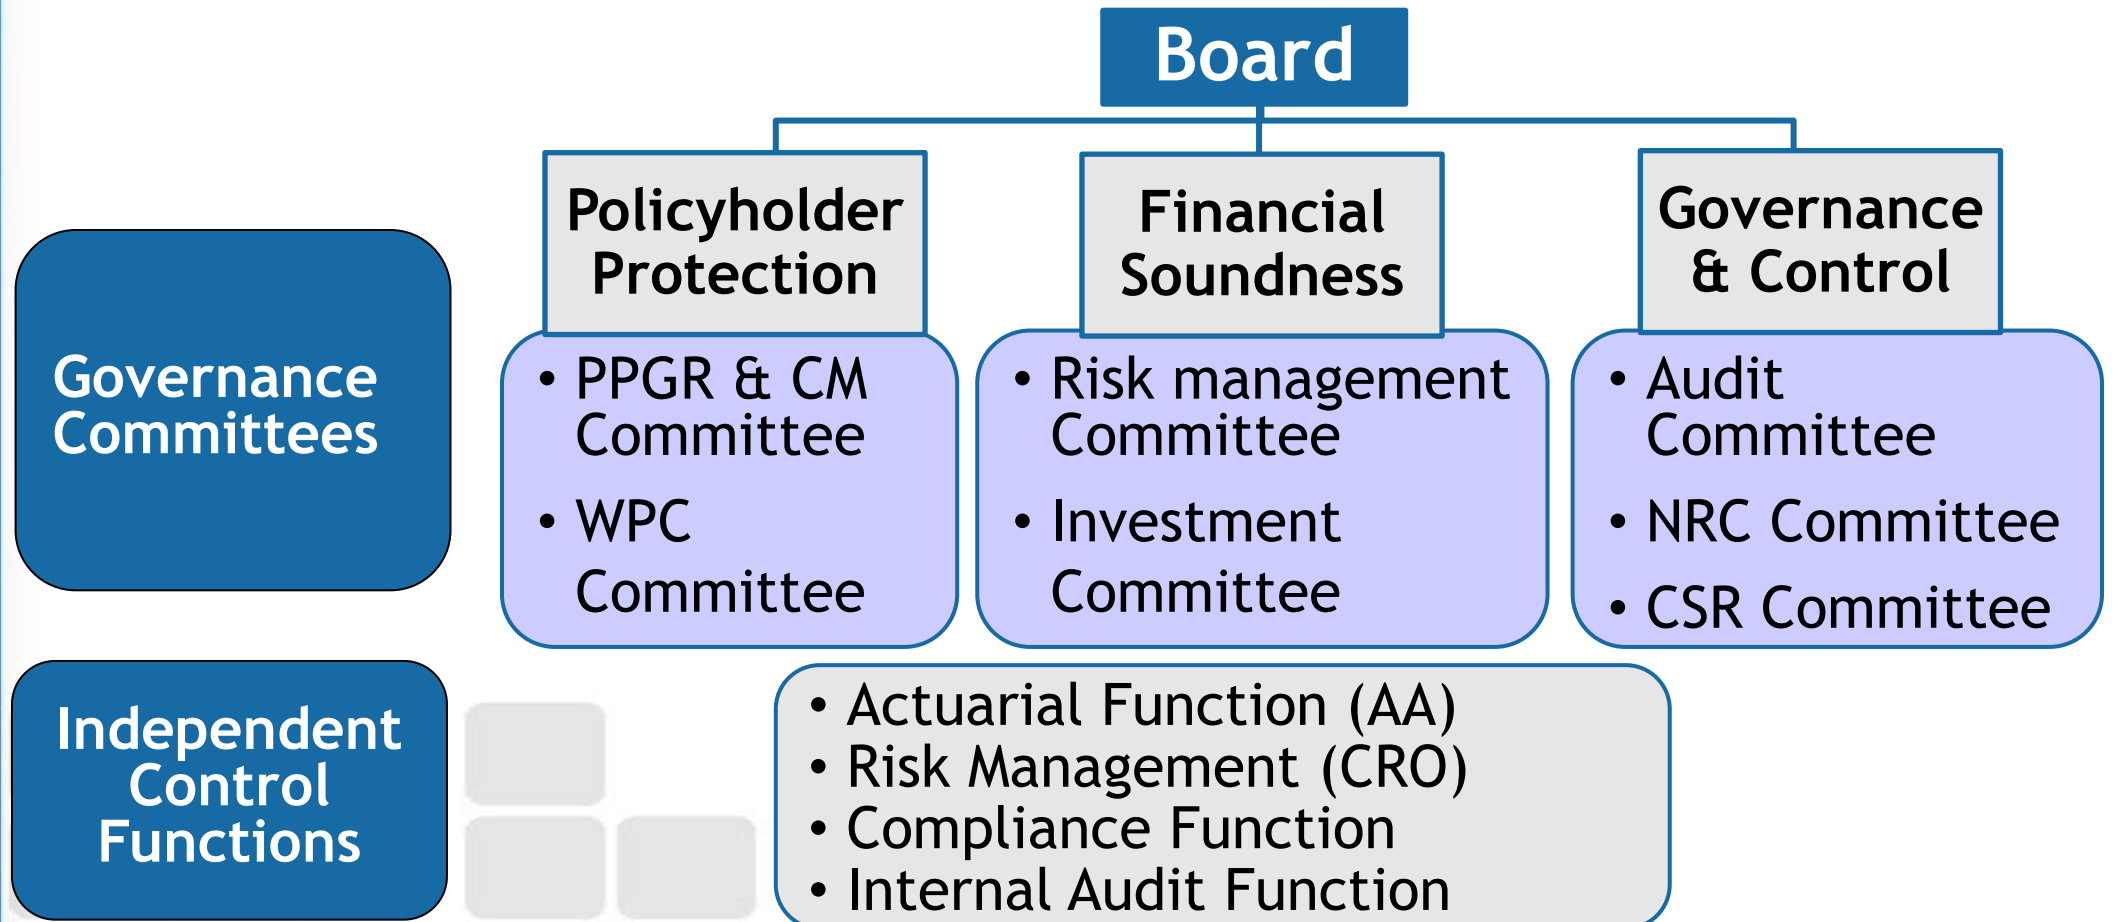 Board
Policyholder
Protection
Financial
Soundness
Governance
& Control
Governance
Committees
• PPGR & CM
Committee
• WPC
Committee
• Risk management
Committee
• Investment
Committee
• Audit
Committee
• NRC Committee
• CSR Committee
Independent
Control
Functions
• Actuarial Function (AA)
• Risk Management (CRO)
• Compliance Function
• Internal Audit Function